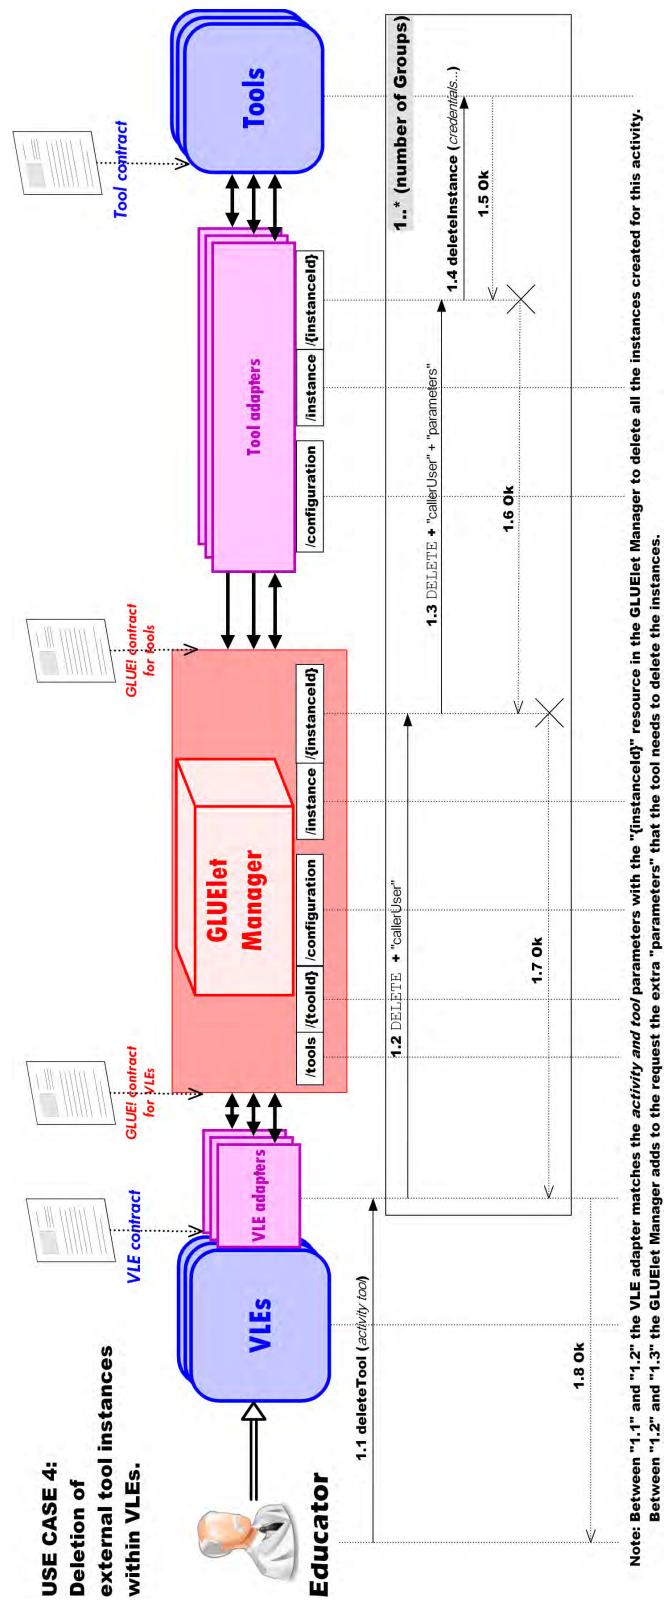 USE CASE 4:
Deletion of
external tool instances
within VLEs.
VLE contract
GLUE! contract
for VLEs
GLUE! contract
for tools
Tool contract
Educator
VLEs
VLE adapters
GLUElet
Manager
/tools
/{toolId}
/configuration
/instance
/{instanceId}
Tool adapters
/configuration
/instance
/{instanceId}
Tools
1.1 deleteTool (activity tool)
1..* (number of Groups)
1.2 DELETE + "callerUser"
1.3 DELETE + "callerUser" + "parameters"
1.4 deleteInstance (credentials...)
1.5 Ok
1.6 Ok
1.7 Ok
1.8 Ok
Note: Between "1.1" and "1.2" the VLE adapter matches the activity and tool parameters with the "{instanceId}" resource in the GLUElet Manager to delete all the instances created for this activity.
Between "1.2" and "1.3" the GLUElet Manager adds to the request the extra "parameters" that the tool needs to delete the instances.